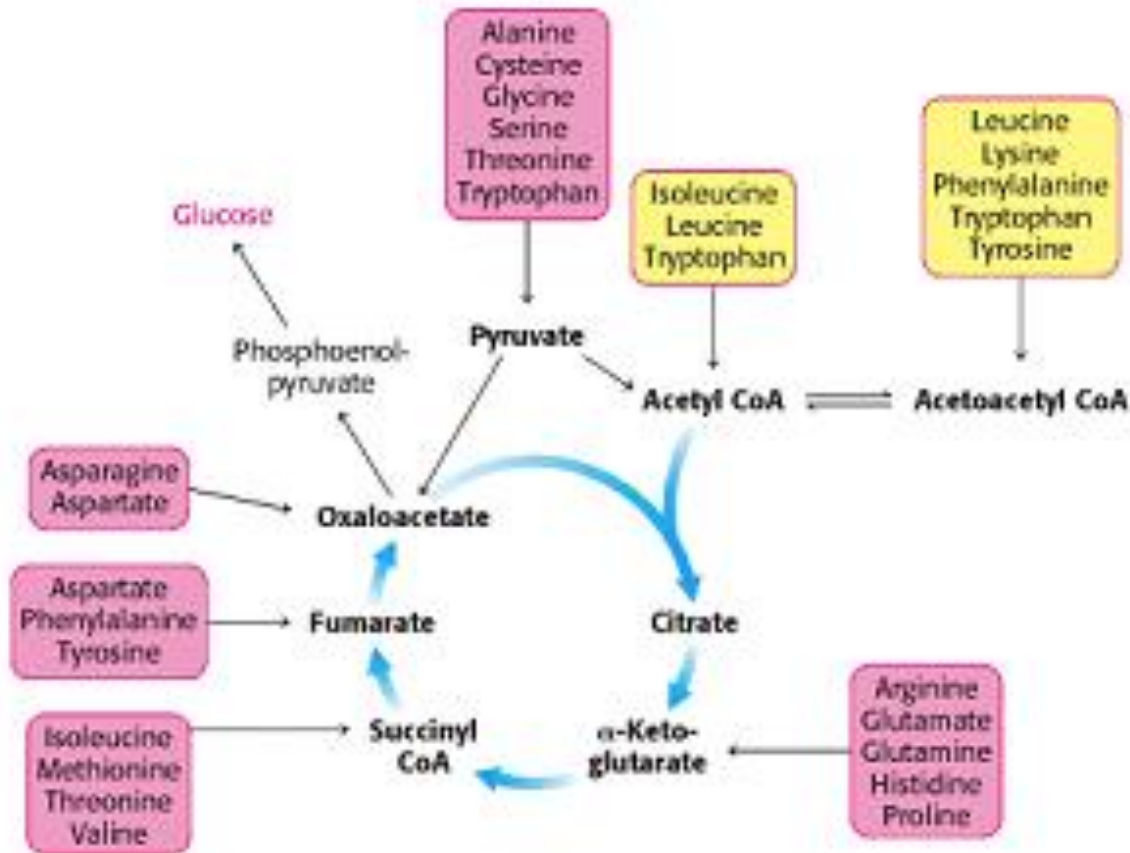 Alanine
Cysteine
Glycine
Serine
Threonine
Tryptophan
Isoleucine
Leucine
Tryptophan
Leucine
Lysine
Phenylalanine
Tryptophan
Tyrosine
Glucose
Phosphoenol-
pyruvate
Pyruvate
Acetyl CoA
Acetoacetyl CoA
Asparagine
Aspartate
Oxaloacetate
Aspartate
Phenylalanine
Tyrosine
Fumarate
Citrate
Isoleucine
Methionine
Threonine
Valine
Succinyl
CoA
α-Keto-
glutarate
Arginine
Glutamate
Glutamine
Histidine
Proline